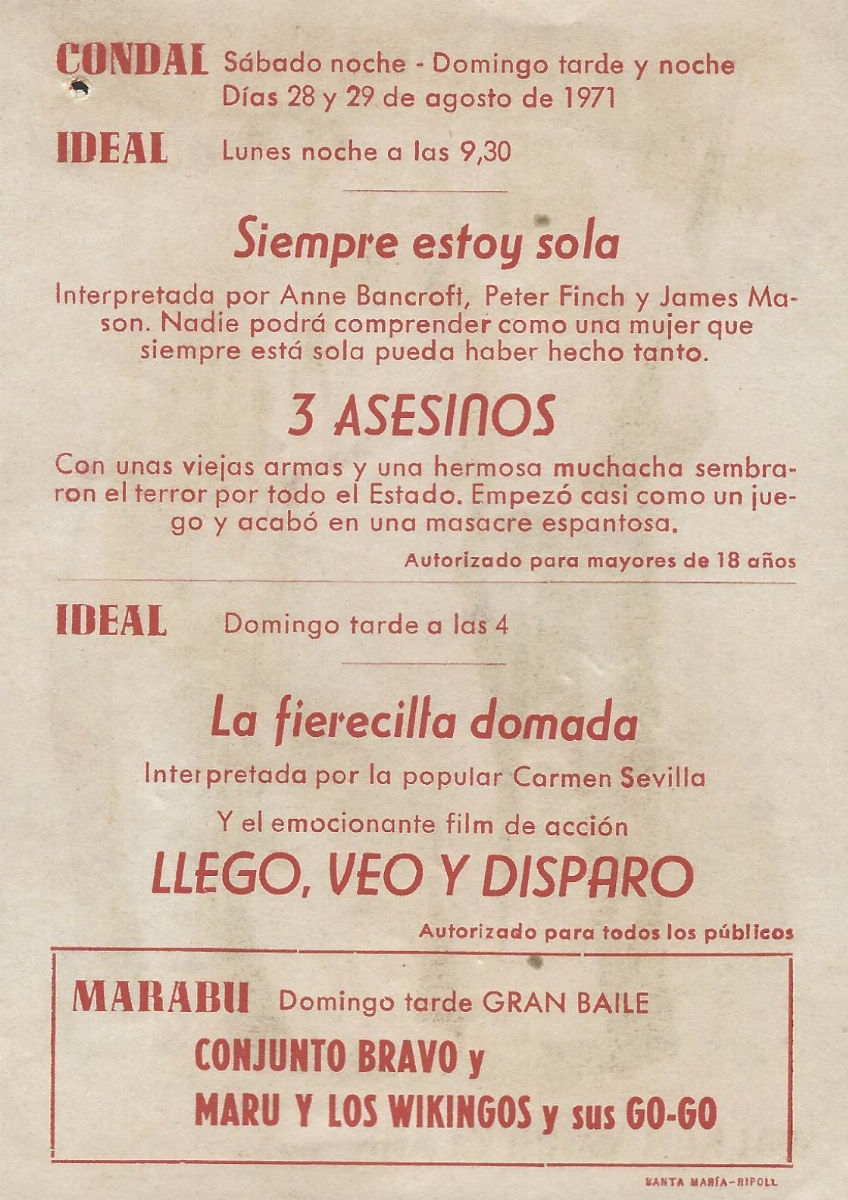 CONDAL Sábado noche - Domingo tarde y noche
Días 28 y 29 de agosto de 1971
IDEAL Lunes noche a las 9,30
Siempre estoy sola
Interpretada por Anne Bancroft, Peter Finch y James Ma-
son. Nadie podrá comprender como una mujer que
siempre está sola pueda haber hecho tanto.
3 ASESINOS
Con unas viejas armas y una hermosa muchacha sembra-
ron el terror por todo el Estado. Empezó casi como un jue-
go y acabó en una masacre espantosa.
Autorizado para mayores de 18 años
IDEAL Domingo tarde a las 4
La fierecilla domada
Interpretada por la popular Carmen Sevilla
Y el emocionante film de acción
LLEGO, VEO Y DISPARO
Autorizado para todos los públicos
MARABU Domingo tarde GRAN BAILE
CONJUNTO BRAVO y
MARU Y LOS WIKINGOS y sus GO-GO
SANTA MARÍA-RIPOLL